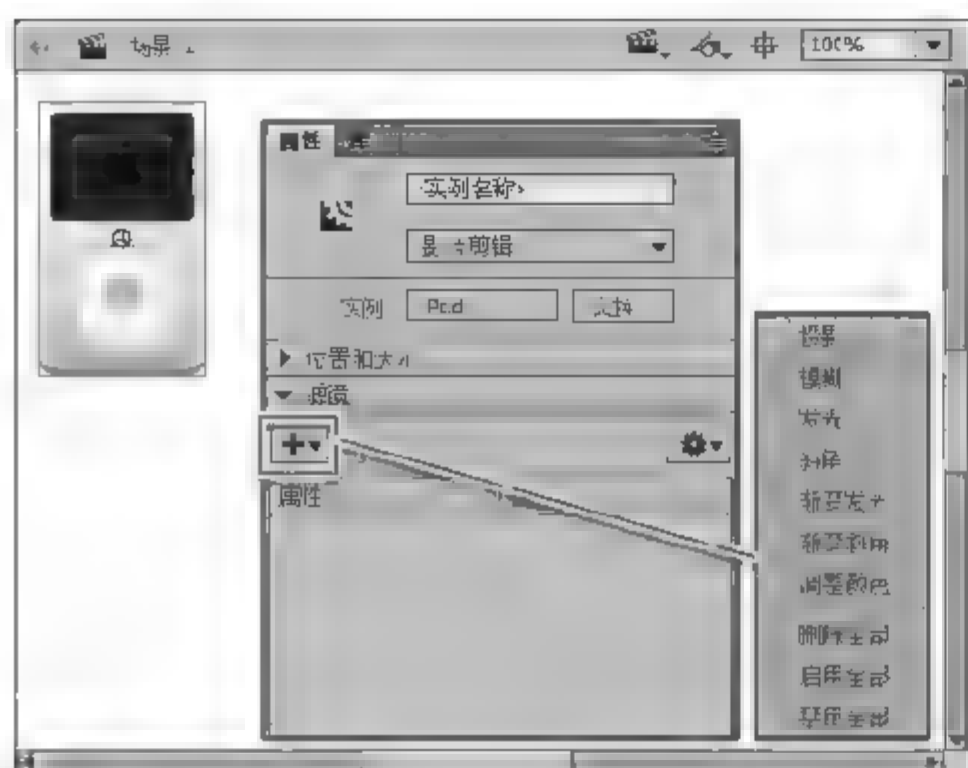 场景 1
100%
属性
<实例名称>
影片剪辑
实例
iPod
交换
位置和大小
滤镜
属性
投影
模糊
发光
斜角
渐变发光
渐变斜角
调整颜色
删除全部
启用全部
禁用全部